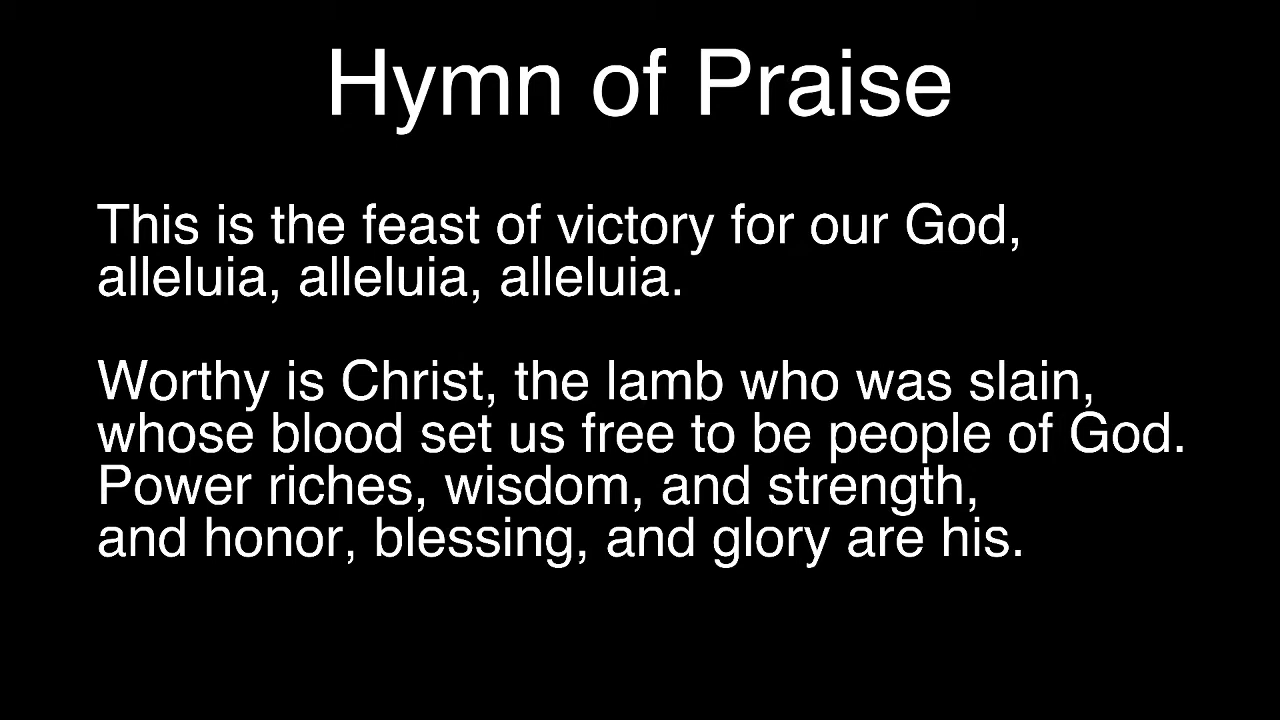 Hymn of Praise
This is the feast of victory for our God,
alleluia, alleluia, alleluia.
Worthy is Christ, the lamb who was slain,
whose blood set us free to be people of God.
Power riches, wisdom, and strength,
and honor, blessing, and glory are his.